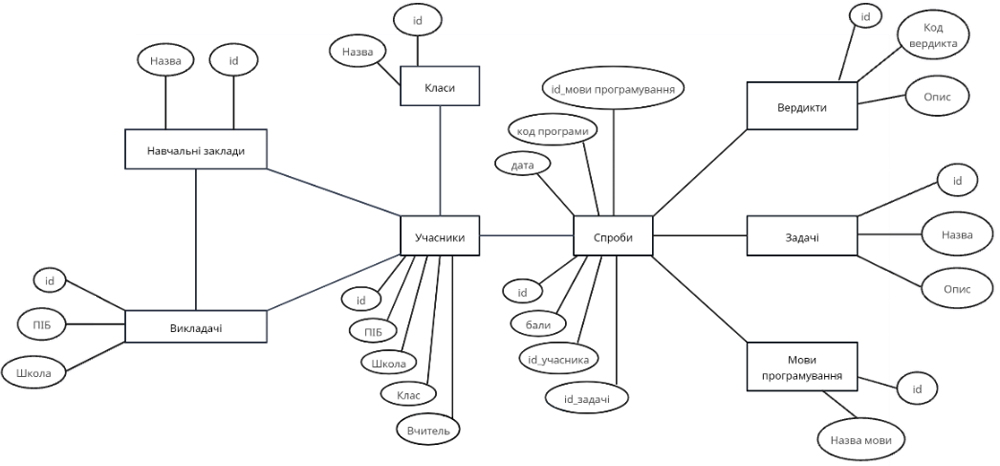 id
Назва
Класи
Назва
id
Навчальні заклади
id_мови програмування
код програми
дата
id
Код
вердикта
Опис
Вердикти
Учасники
Спроби
Задачі
id
Назва
Опис
id
ПІБ
Школа
Викладачі
id
ПІБ
Школа
Клас
Вчитель
id
бали
id_учасника
id_задачі
Мови
програмування
id
Назва мови